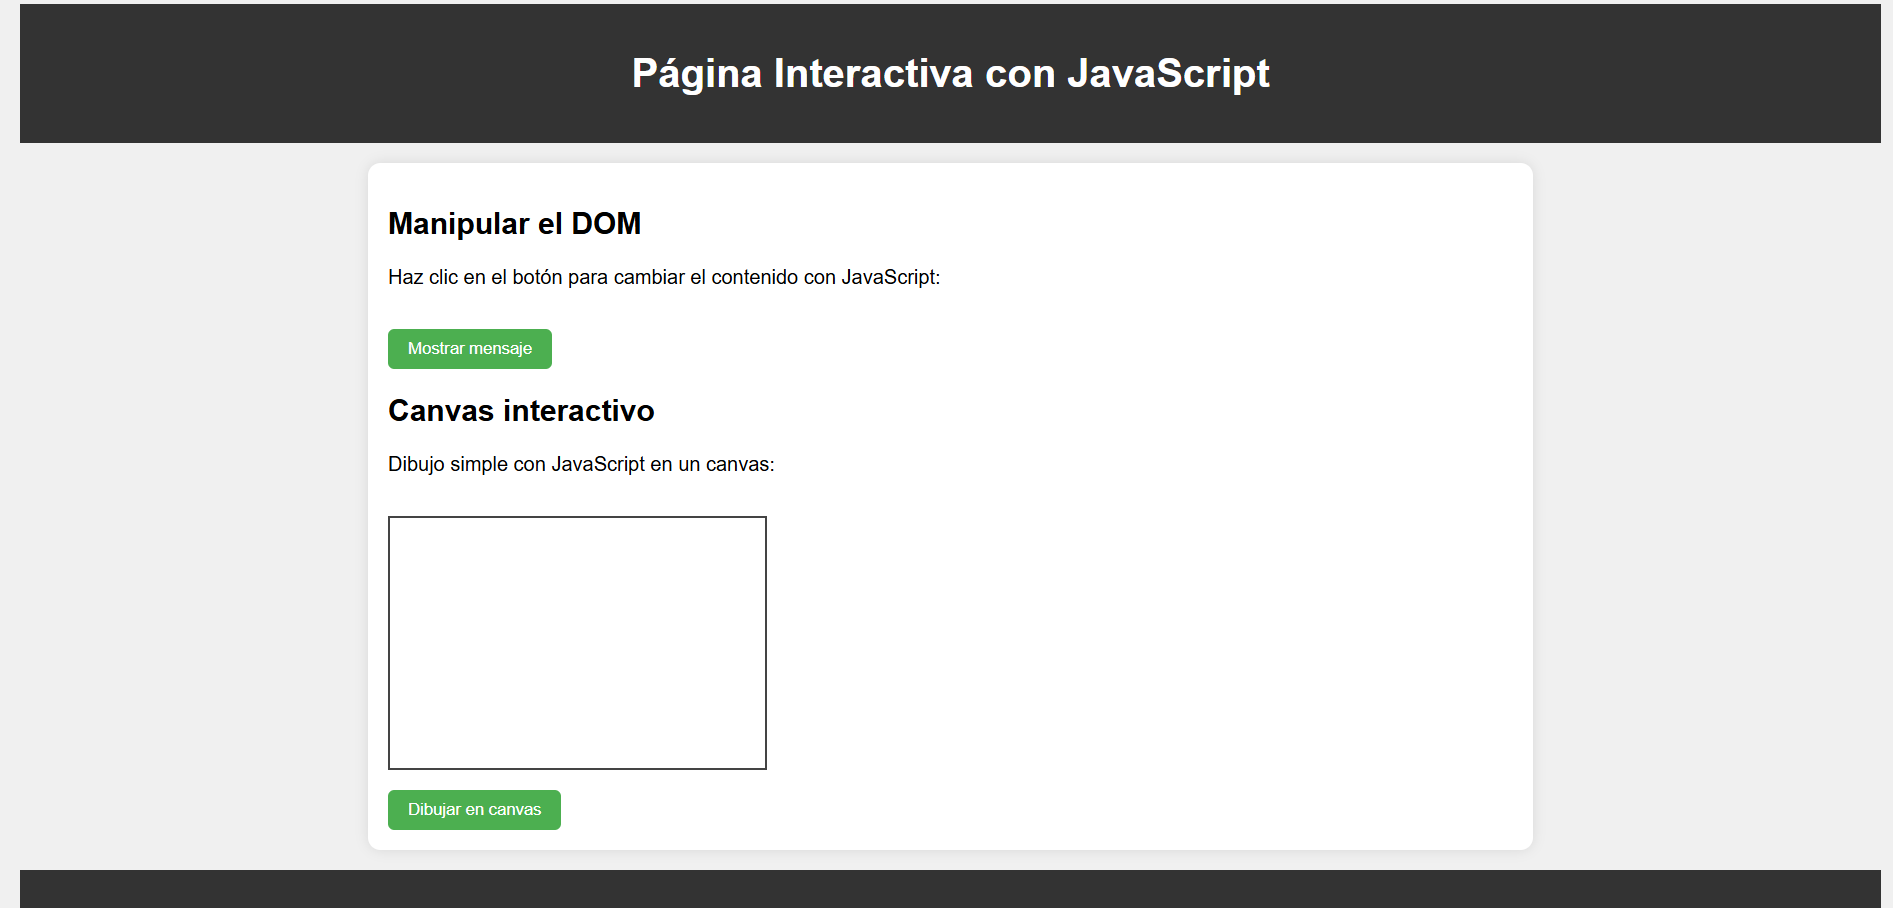 Página Interactiva con JavaScript
Manipular el DOM
Haz clic en el botón para cambiar el contenido con JavaScript:
Mostrar mensaje
Canvas interactivo
Dibujo simple con JavaScript en un canvas:
Dibujar en canvas